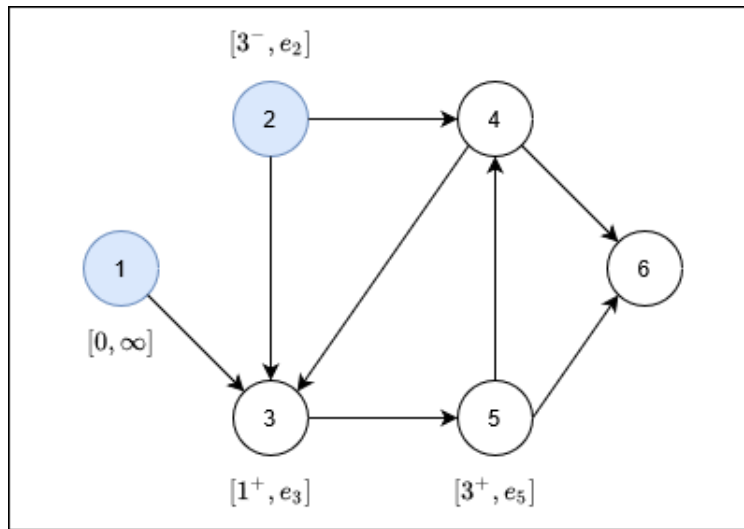 [3⁻, e₂]
2
4
1
6
[0, ∞]
3
5
[1⁺, e₃]
[3⁺, e₅]